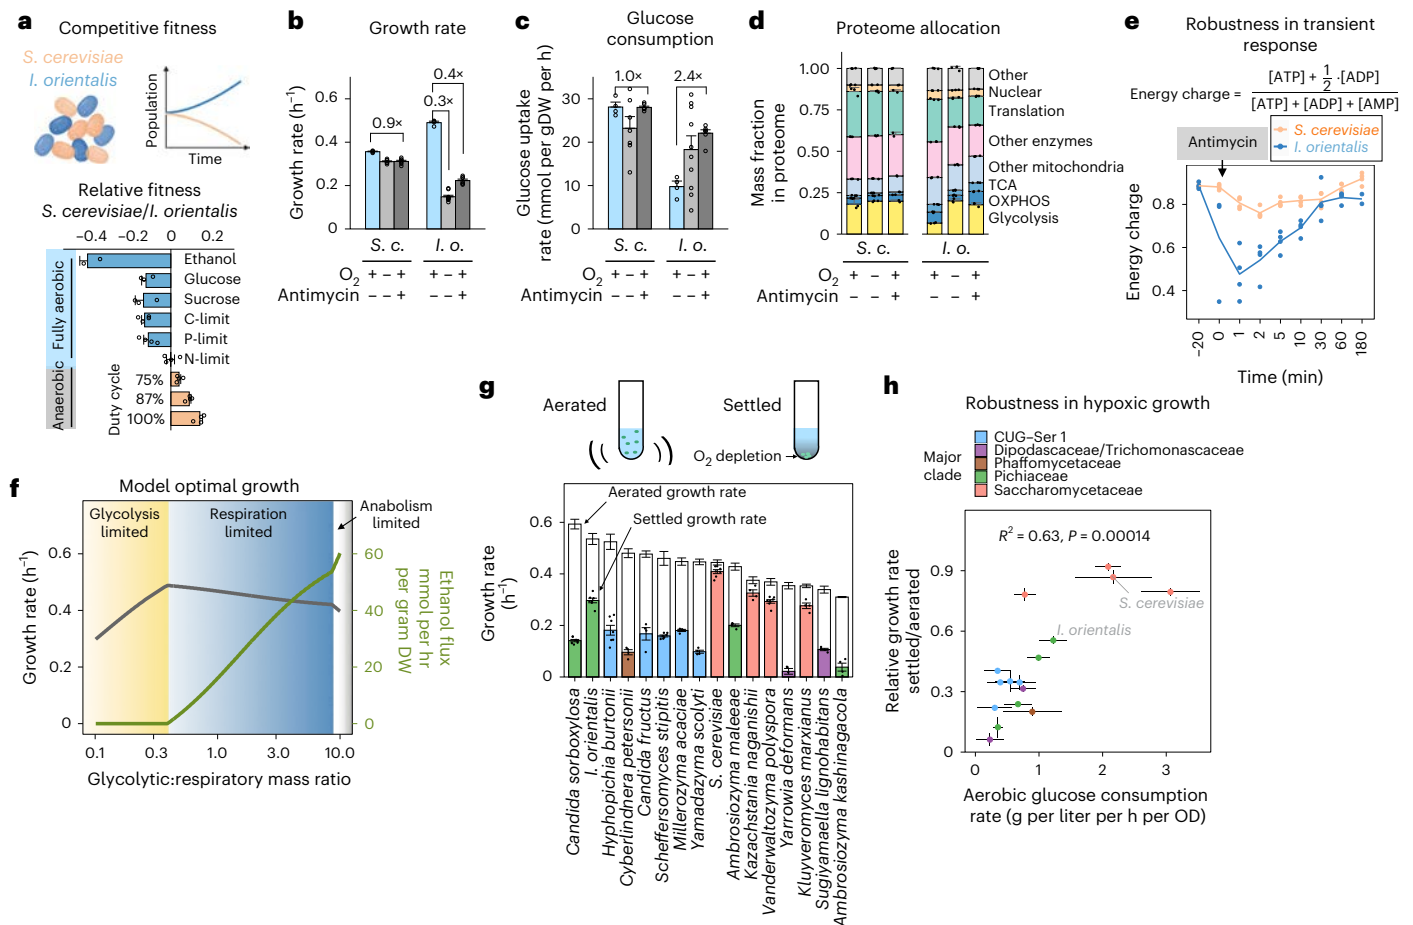 a
Competitive fitness
S. cerevisiae
I. orientalis
Population
Time
Relative fitness
S. cerevisiae/I. orientalis
−0.4 −0.2 0 0.2
Fully aerobic
Anaerobic
Ethanol
Glucose
Sucrose
C-limit
P-limit
N-limit
Duty cycle
75%
87%
100%
b
Growth rate
Growth rate (h⁻¹)
0.6
0.4
0.2
0
0.9×
0.3×
0.4×
S. c. I. o.
O₂ + − + + − +
Antimycin − − + − − +
c
Glucose
consumption
Glucose uptake
rate (mmol per gDW per h)
30
20
10
0
1.0× 2.4×
S. c. I. o.
O₂ + − + + − +
Antimycin − − + − − +
d
Proteome allocation
Mass fraction
in proteome
1.00
0.75
0.50
0.25
0
Other
Nuclear
Translation
Other enzymes
Other mitochondria
TCA
OXPHOS
Glycolysis
S. c. I. o.
O₂ + − + + − +
Antimycin − − + − − +
e
Robustness in transient
response
Energy charge = [ATP] + 1/2 ·[ADP]
[ATP] + [ADP] + [AMP]
Antimycin
S. cerevisiae
I. orientalis
Energy charge
0.8
0.6
0.4
−20 0 1 2 5 10 30 60 180
Time (min)
f
Model optimal growth
Glycolysis
limited
Respiration
limited
Anabolism
limited
Growth rate (h⁻¹)
0.6
0.4
0.2
0
60
40
20
0
Ethanol flux
mmol per hr
per gram DW
0.1 0.3 1.0 3.0 10.0
Glycolytic:respiratory mass ratio
g
Aerated
Settled
O₂ depletion
Aerated growth rate
Settled growth rate
Growth rate
(h⁻¹)
0.6
0.4
0.2
0
Candida sorboxylosa
I. orientalis
Hyphopichia burtonii
Cyberlindnera petersonii
Candida fructus
Scheffersomyces stipitis
Millerozyma acaciae
Yamadazyma scolyti
S. cerevisiae
Ambrosiozyma maleeae
Kazachstania naganishii
Vanderwaltozyma polyspora
Yarrowia deformans
Kluyveromyces marxianus
Sugiyamaella lignohabitans
Ambrosiozyma kashinagacola
h
Robustness in hypoxic growth
Major
clade
CUG–Ser 1
Dipodascaceae/Trichomonascaceae
Phaffomycetaceae
Pichiaceae
Saccharomycetaceae
R² = 0.63, P = 0.00014
S. cerevisiae
I. orientalis
Relative growth rate
settled/aerated
0.9
0.6
0.3
0
0 1 2 3
Aerobic glucose consumption
rate (g per liter per h per OD)